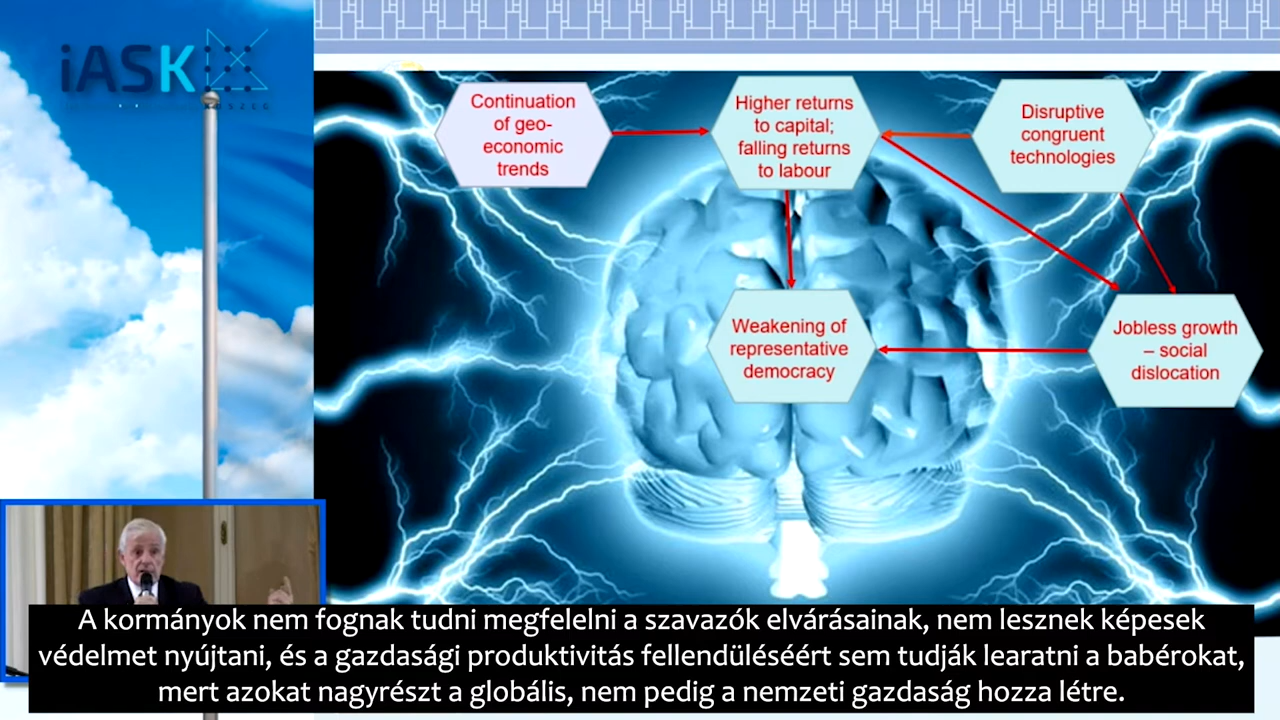 iASK
KŐSZEG
Continuation
of geo-
economic
trends
Higher returns
to capital;
falling returns
to labour
Disruptive
congruent
technologies
Weakening of
representative
democracy
Jobless growth
– social
dislocation
A kormányok nem fognak tudni megfelelni a szavazók elvárásainak, nem lesznek képesek
védelmet nyújtani, és a gazdasági produktivitás fellendüléséért sem tudják learatni a babérokat,
mert azokat nagyrészt a globális, nem pedig a nemzeti gazdaság hozza létre.